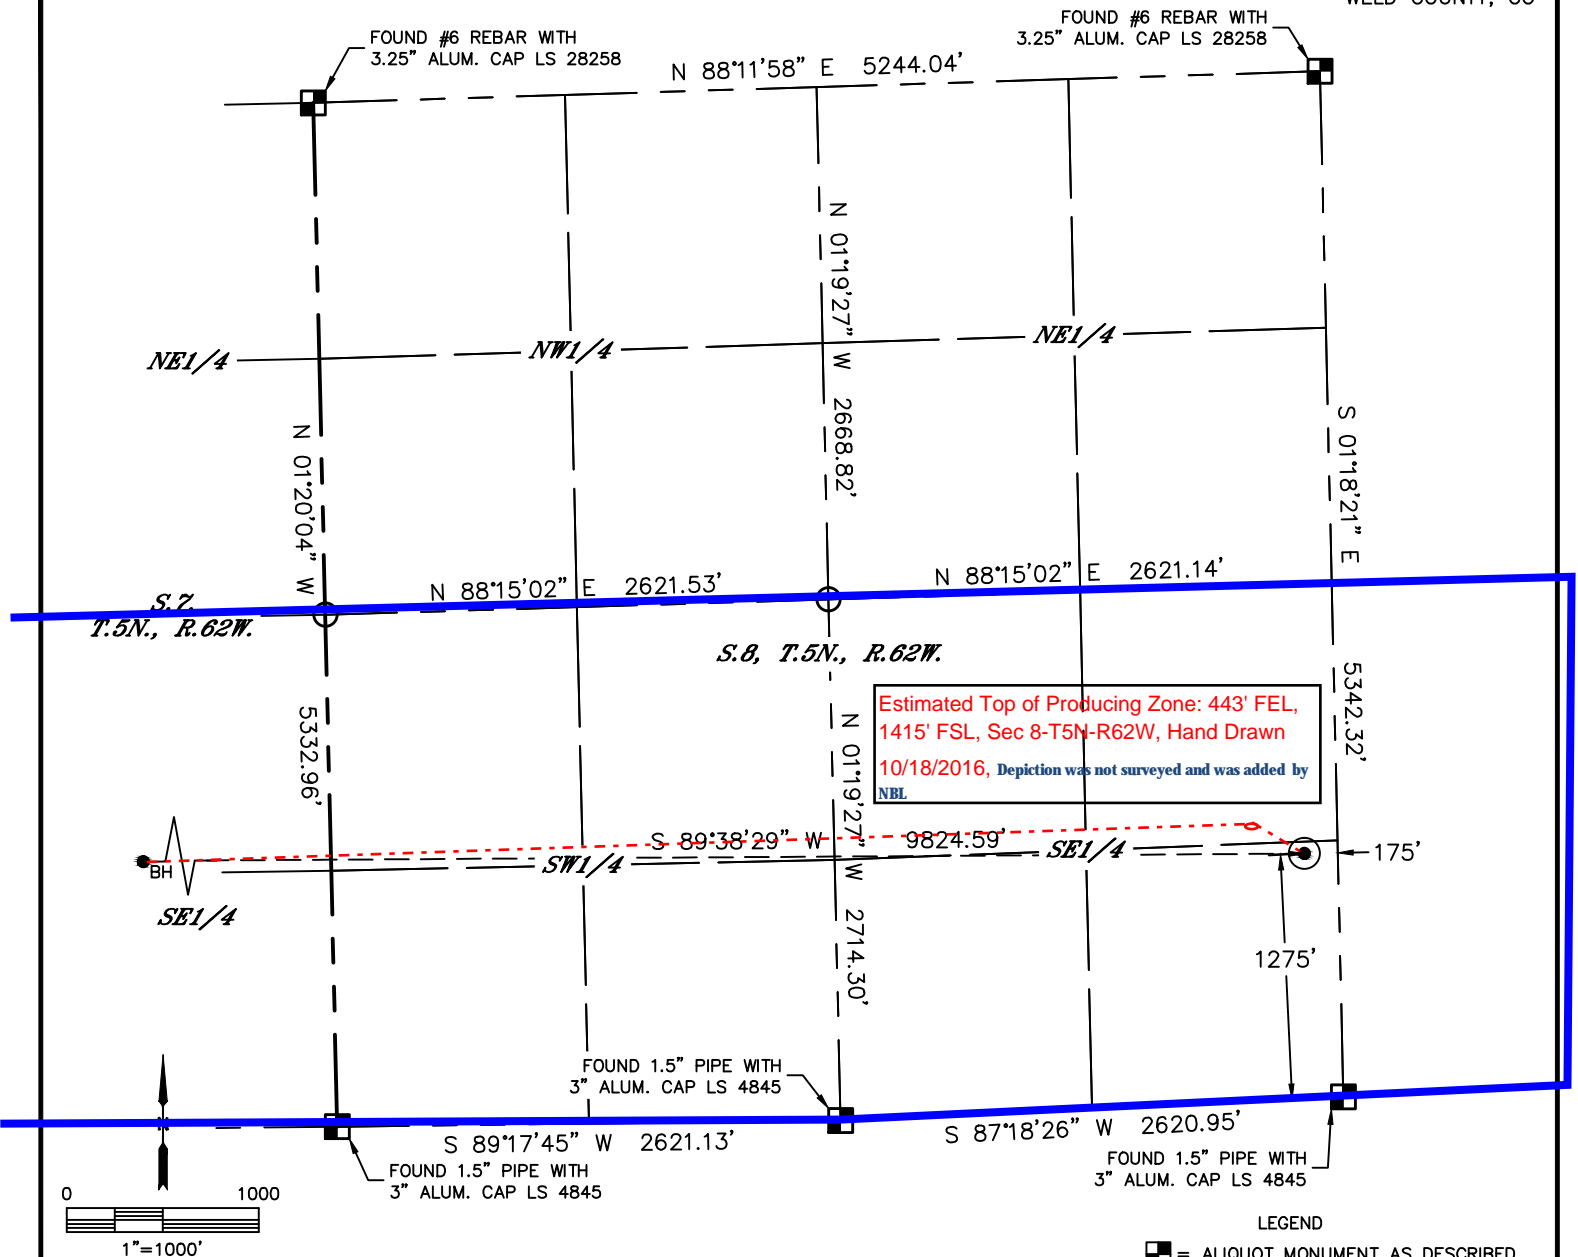 FOUND #6 REBAR WITH
3.25" ALUM. CAP LS 28258
FOUND #6 REBAR WITH
3.25" ALUM. CAP LS 28258
N 88°11'58" E 5244.04'
N 01°19'27" W 2668.82'
NE1/4
NW1/4
NE1/4
N 01°20'04" W
5332.96'
S 01°18'21" E
5342.32'
N 88°15'02" E 2621.53'
N 88°15'02" E 2621.14'
S.7,
T.5N., R.62W.
S.8, T.5N., R.62W.
Estimated Top of Producing Zone: 443' FEL,
1415' FSL, Sec 8-T5N-R62W, Hand Drawn
10/18/2016, Depiction was not surveyed and was added by
NBL
N 01°19'27" W 2714.30'
S 89°38'29" W 9824.59'
BH
SW1/4
SE1/4
175'
SE1/4
1275'
FOUND 1.5" PIPE WITH
3" ALUM. CAP LS 4845
S 89°17'45" W 2621.13'
S 87°18'26" W 2620.95'
FOUND 1.5" PIPE WITH
3" ALUM. CAP LS 4845
FOUND 1.5" PIPE WITH
3" ALUM. CAP LS 4845
0 1000
1"=1000'
LEGEND
= ALIQUOT MONUMENT AS DESCRIBED